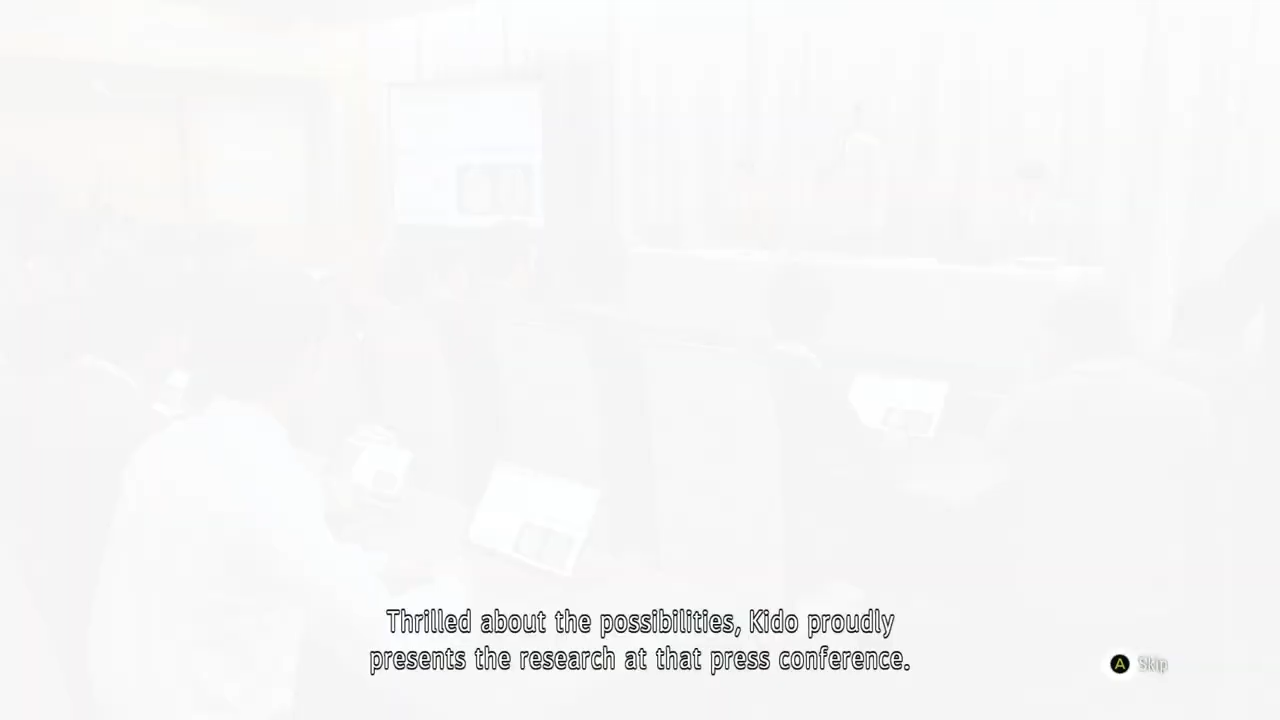 Thrilled about the possibilities, Kido proudly
presents the research at that press conference.
A Skip